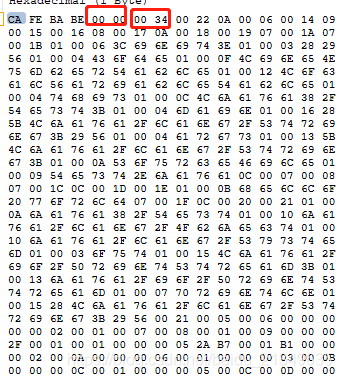 Hexadecimal (1 Byte)
CA FE BA BE 00 00 00 34 00 22 0A 00 06 00 14 09
00 15 00 16 08 00 17 0A 00 18 00 19 07 00 1A 07
00 1B 01 00 06 3C 69 6E 69 74 3E 01 00 03 28 29
56 01 00 04 43 6F 64 65 01 00 0F 4C 69 6E 65 4E
75 6D 62 65 72 54 61 62 6C 65 01 00 12 4C 6F 63
61 6C 56 61 72 69 61 62 6C 65 54 61 62 6C 65 01
00 04 74 68 69 73 01 00 0C 4C 6A 61 76 61 38 2F
54 65 73 74 3B 01 00 04 6D 61 69 6E 01 00 16 28
5B 4C 6A 61 76 61 2F 6C 61 6E 67 2F 53 74 72 69
6E 67 3B 29 56 01 00 04 61 72 67 73 01 00 13 5B
4C 6A 61 76 61 2F 6C 61 6E 67 2F 53 74 72 69 6E
67 3B 01 00 0A 53 6F 75 72 63 65 46 69 6C 65 01
00 09 54 65 73 74 2E 6A 61 76 61 0C 00 07 00 08
07 00 1C 0C 00 1D 00 1E 01 00 0B 68 65 6C 6C 6F
20 77 6F 72 6C 64 07 00 1F 0C 00 20 00 21 01 00
0A 6A 61 76 61 38 2F 54 65 73 74 01 00 10 6A 61
76 61 2F 6C 61 6E 67 2F 4F 62 6A 65 63 74 01 00
10 6A 61 76 61 2F 6C 61 6E 67 2F 53 79 73 74 65
6D 01 00 03 6F 75 74 01 00 15 4C 6A 61 76 61 2F
69 6F 2F 50 72 69 6E 74 53 74 72 65 61 6D 3B 01
00 13 6A 61 76 61 2F 69 6F 2F 50 72 69 6E 74 53
74 72 65 61 6D 01 00 07 70 72 69 6E 74 6C 6E 01
00 15 28 4C 6A 61 76 61 2F 6C 61 6E 67 2F 53 74
72 69 6E 67 3B 29 56 00 21 00 05 00 06 00 00 00
00 00 02 00 01 00 07 00 08 00 01 00 09 00 00 00
2F 00 01 00 01 00 00 00 05 2A B7 00 01 B1 00 00
00 02 00 0A 00 00 00 06 00 01 00 00 00 03 00 0B
00 00 00 0C 00 01 00 00 00 05 00 0C 00 0D 00 00